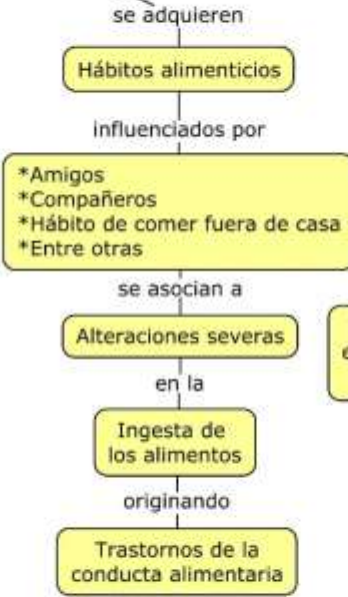 se adquieren
Hábitos alimenticios
influenciados por
*Amigos
*Compañeros
*Hábito de comer fuera de casa
*Entre otras
se asocian a
Alteraciones severas
en la
Ingesta de
los alimentos
originando
Trastornos de la
conducta alimentaria